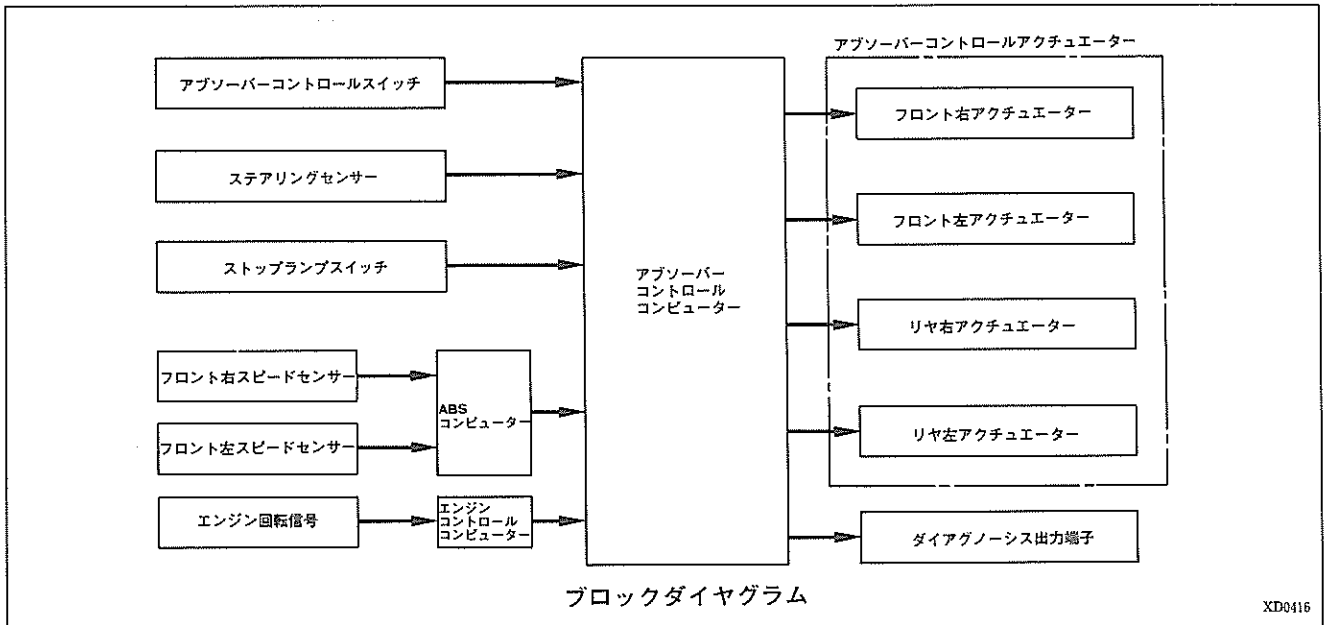 アブソーバーコントロールアクチュエーター
アブソーバーコントロールスイッチ
ステアリングセンサー
ストップランプスイッチ
フロント右スピードセンサー
フロント左スピードセンサー
エンジン回転信号
ABS
コンピューター
エンジン
コントロール
コンピューター
アブソーバー
コントロール
コンピューター
フロント右アクチュエーター
フロント左アクチュエーター
リヤ右アクチュエーター
リヤ左アクチュエーター
ダイアグノーシス出力端子
ブロックダイヤグラム
XD0416